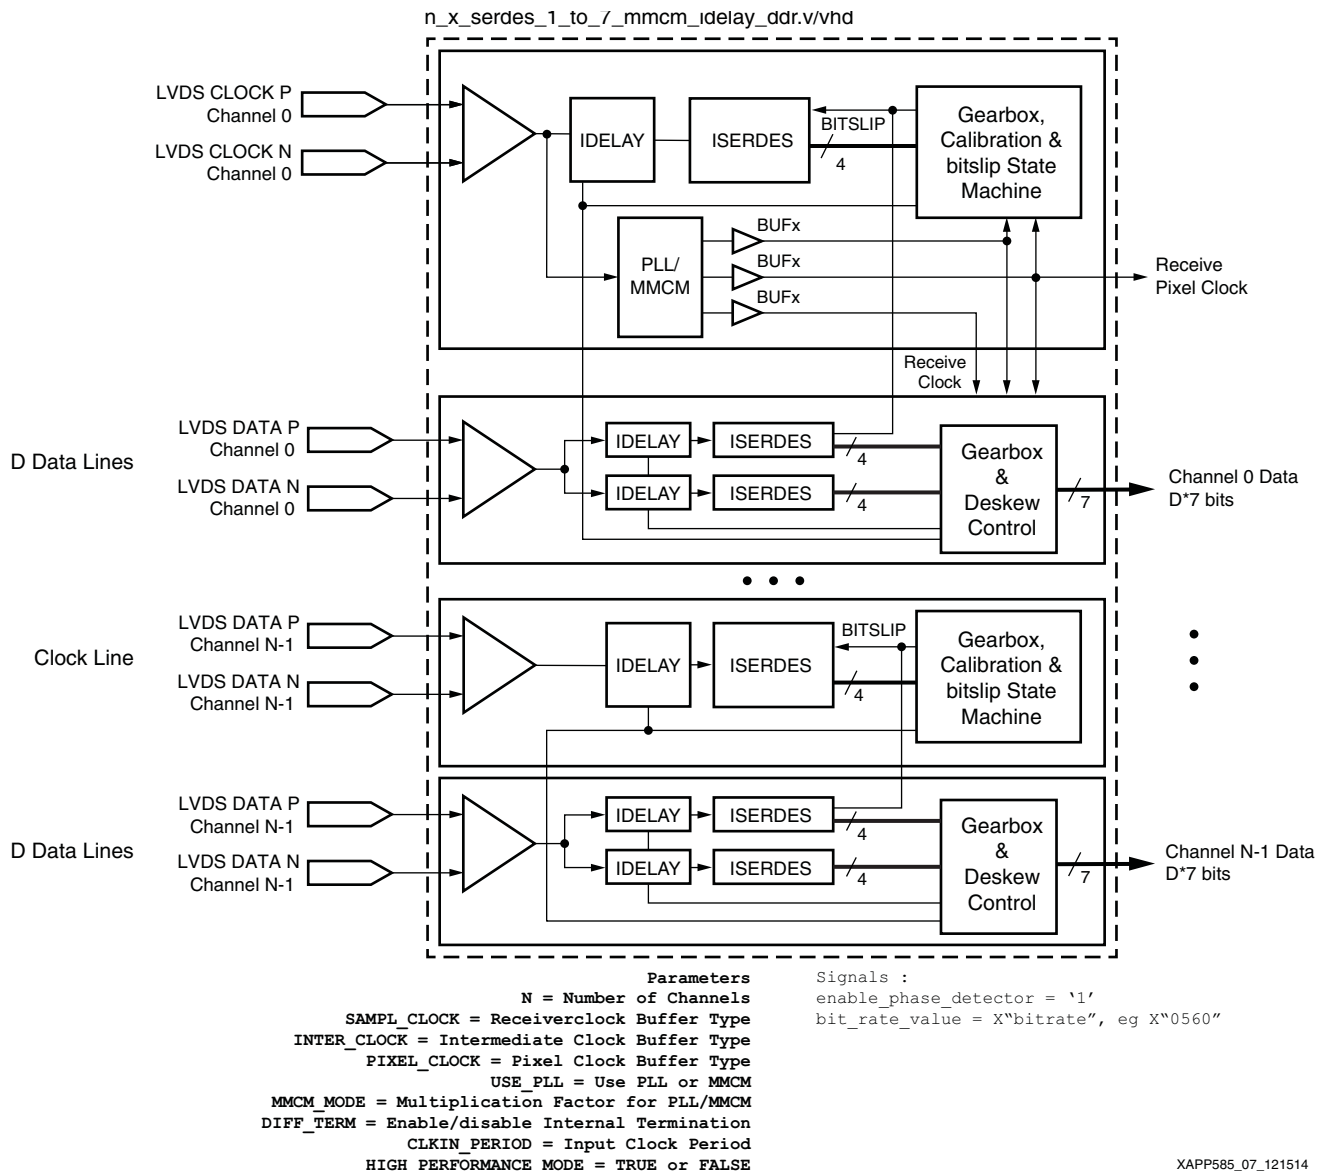 n_x_serdes_1_to_7_mmcm_idelay_ddr.v/vhd
LVDS CLOCK P
Channel 0
LVDS CLOCK N
Channel 0
IDELAY
ISERDES
BITSLIP
4
Gearbox,
Calibration &
bitslip State
Machine
PLL/
MMCM
BUFx
BUFx
BUFx
Receive
Pixel Clock
Receive
Clock
D Data Lines
LVDS DATA P
Channel 0
LVDS DATA N
Channel 0
IDELAY
ISERDES
4
IDELAY
ISERDES
4
Gearbox
&
Deskew
Control
7
Channel 0 Data
D*7 bits
Clock Line
LVDS DATA P
Channel N-1
LVDS DATA N
Channel N-1
IDELAY
ISERDES
BITSLIP
4
Gearbox,
Calibration &
bitslip State
Machine
D Data Lines
LVDS DATA P
Channel N-1
LVDS DATA N
Channel N-1
IDELAY
ISERDES
4
IDELAY
ISERDES
4
Gearbox
&
Deskew
Control
7
Channel N-1 Data
D*7 bits
Parameters
N = Number of Channels
SAMPL_CLOCK = Receiverclock Buffer Type
INTER_CLOCK = Intermediate Clock Buffer Type
PIXEL_CLOCK = Pixel Clock Buffer Type
USE_PLL = Use PLL or MMCM
MMCM_MODE = Multiplication Factor for PLL/MMCM
DIFF_TERM = Enable/disable Internal Termination
CLKIN_PERIOD = Input Clock Period
HIGH PERFORMANCE MODE = TRUE or FALSE
Signals :
enable_phase_detector = ‘1’
bit_rate_value = X“bitrate”, eg X“0560”
XAPP585_07_121514